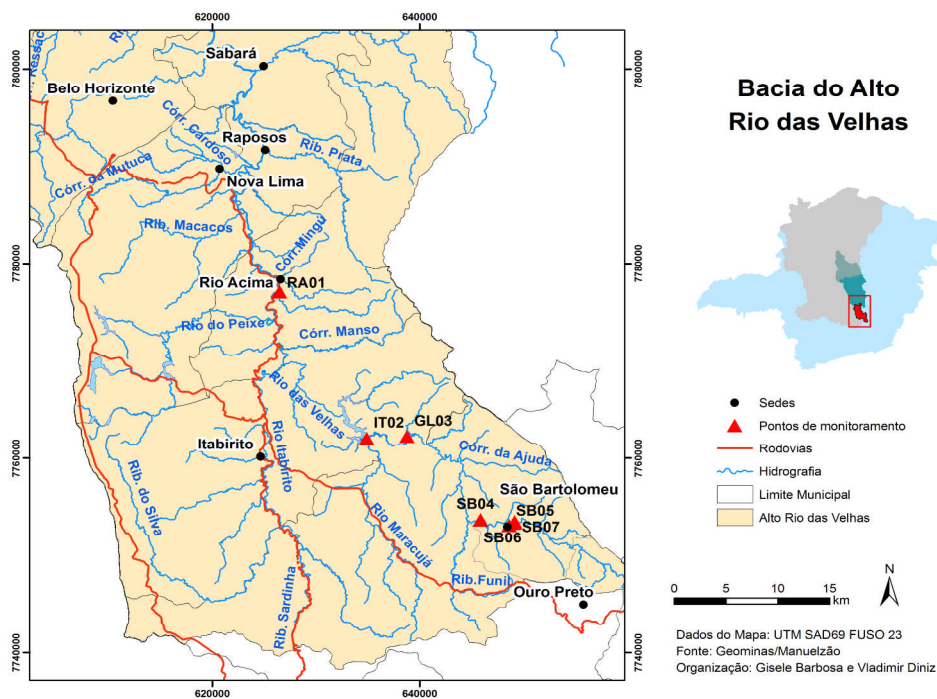 620000
640000
7800000
7780000
7760000
7740000
Rib.
Rib. Ressac
Sabará
Belo Horizonte
Córr. Cardoso
Raposos
Rib. Prata
Córr. da Mutuca
Nova Lima
Rib. Macacos
Córr.Mingú
Rio Acima
RA01
Rio do Peixe
Córr. Manso
Rio das Velhas
IT02
GL03
Itabirito
Rio Itabirito
Córr. da Ajuda
Rib. do Silva
São Bartolomeu
SB04
SB05
SB07
SB06
Rio Maracujá
Rib.Funil
Ouro Preto
Rib. Sardinha
7800000
7780000
7760000
7740000
620000
640000
Bacia do Alto
Rio das Velhas
Sedes
Pontos de monitoramento
Rodovias
Hidrografia
Limite Municipal
Alto Rio das Velhas
N
0 5 10 15
km
Dados do Mapa: UTM SAD69 FUSO 23
Fonte: Geominas/Manuelzão
Organização: Gisele Barbosa e Vladimir Diniz